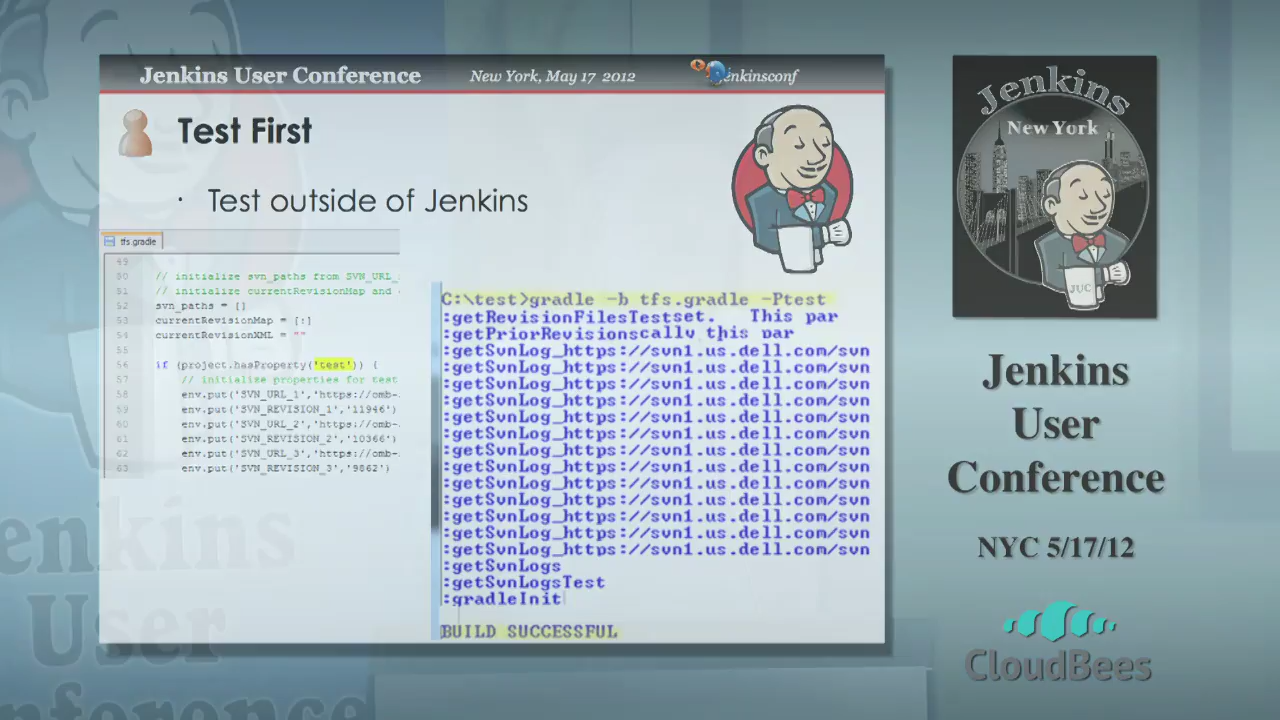 Jenkins User Conference
New York, May 17 2012
Jenkinsconf
Test First
· Test outside of Jenkins
tfs.gradle
49
50 // initialize svn_paths from SVN_URL_
51 // initialize currentRevisionMap and
52 svn_paths = []
53 currentRevisionMap = [:]
54 currentRevisionXML = ""
55
56 if (project.hasProperty('test')) {
57 // initialize properties for test
58 env.put('SVN_URL_1','https://omb-
59 env.put('SVN_REVISION_1','11946')
60 env.put('SVN_URL_2','https://omb-
61 env.put('SVN_REVISION_2','10366')
62 env.put('SVN_URL_3','https://omb-
63 env.put('SVN_REVISION_3','9862')
C:\test>gradle -b tfs.gradle -Ptest
:getRevisionFilesTestset. This par
:getPriorRevisionscally this par
:getSvnLog_https://svn1.us.dell.com/svn
:getSvnLog_https://svn1.us.dell.com/svn
:getSvnLog_https://svn1.us.dell.com/svn
:getSvnLog_https://svn1.us.dell.com/svn
:getSvnLog_https://svn1.us.dell.com/svn
:getSvnLog_https://svn1.us.dell.com/svn
:getSvnLog_https://svn1.us.dell.com/svn
:getSvnLog_https://svn1.us.dell.com/svn
:getSvnLog_https://svn1.us.dell.com/svn
:getSvnLog_https://svn1.us.dell.com/svn
:getSvnLog_https://svn1.us.dell.com/svn
:getSvnLog_https://svn1.us.dell.com/svn
:getSvnLog_https://svn1.us.dell.com/svn
:getSvnLogs
:getSvnLogsTest
:gradleInit
BUILD SUCCESSFUL
Jenkins
New York
JUC
Jenkins
User
Conference
NYC 5/17/12
CloudBees
enkins
User
nference